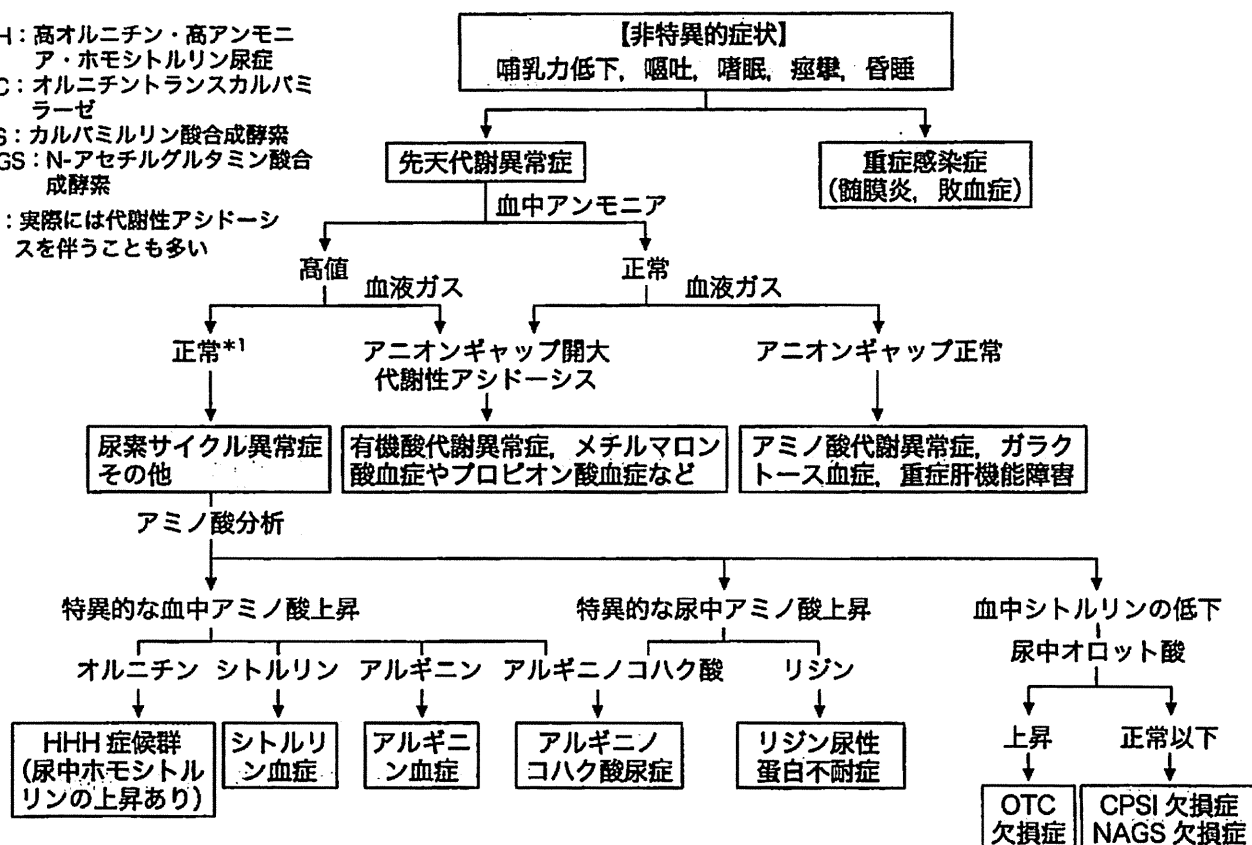 H：高オルニチン・高アンモニ
ア・ホモシトルリン尿症
C：オルニチントランスカルバミ
ラーゼ
S：カルバミルリン酸合成酵素
GS：N-アセチルグルタミン酸合
成酵素
：実際には代謝性アシドーシ
スを伴うことも多い
【非特異的症状】
哺乳力低下，嘔吐，嗜眠，痙攣，昏睡
先天代謝異常症
重症感染症
(髄膜炎，敗血症)
血中アンモニア
高値
正常
血液ガス
血液ガス
正常*1
アニオンギャップ開大
代謝性アシドーシス
アニオンギャップ正常
尿素サイクル異常症
その他
有機酸代謝異常症，メチルマロン
酸血症やプロピオン酸血症など
アミノ酸代謝異常症，ガラク
トース血症，重症肝機能障害
アミノ酸分析
特異的な血中アミノ酸上昇
特異的な尿中アミノ酸上昇
血中シトルリンの低下
尿中オロット酸
オルニチン
シトルリン
アルギニン
アルギニノコハク酸
リジン
上昇
正常以下
HHH 症候群
(尿中ホモシトル
リンの上昇あり)
シトルリ
ン血症
アルギニ
ン血症
アルギニノ
コハク酸尿症
リジン尿性
蛋白不耐症
OTC
欠損症
CPSI 欠損症
NAGS 欠損症